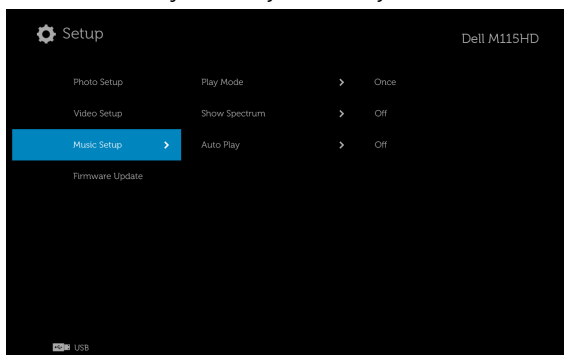 Setup
Dell M115HD
Photo Setup Play Mode > Once
Video Setup Show Spectrum > Off
Music Setup > Auto Play > Off
Firmware Update
USB